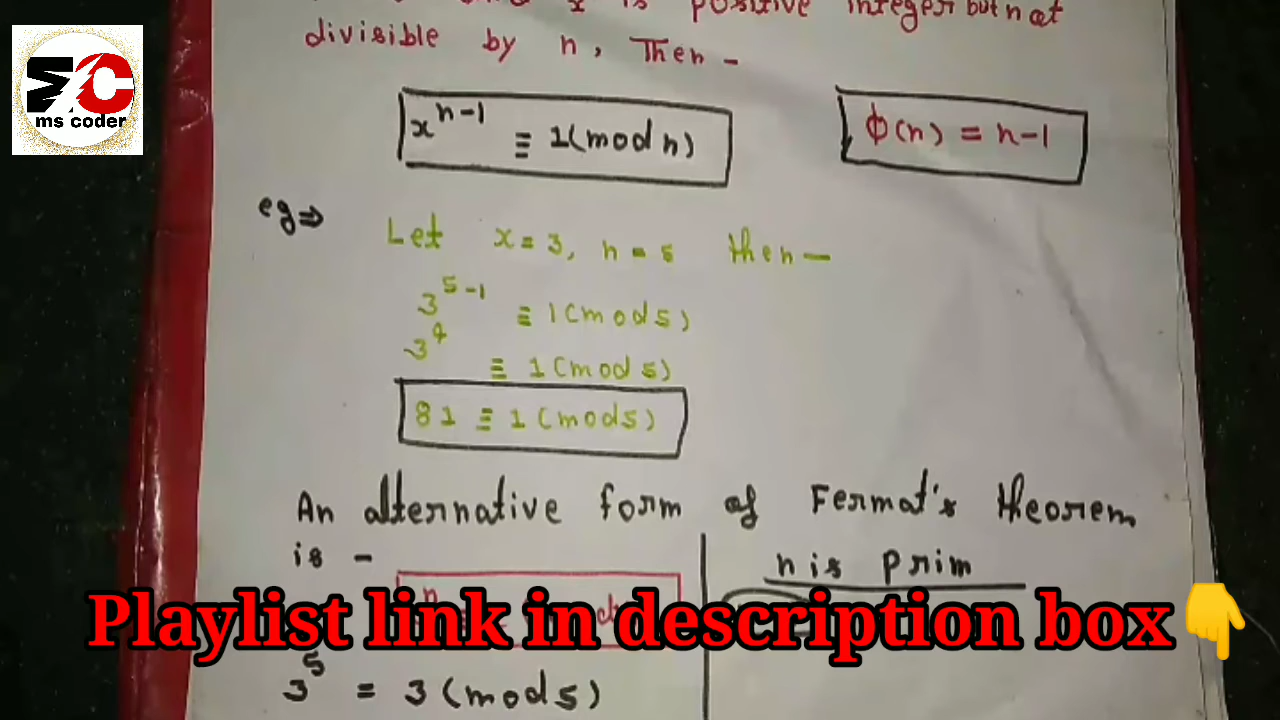 is positive integer but not
divisible by n, Then -
x^n-1 ≡ 1(mod n)
ϕ(n) = n-1
eg⇒
Let x = 3, n = 5 then -
3^5-1 ≡ 1(mod 5)
3^4 ≡ 1(mod 5)
81 ≡ 1(mod 5)
An alternative form of Fermat's theorem
is -
n is prim
Playlist link in description box👇
3^5 = 3(mod 5)
ms coder